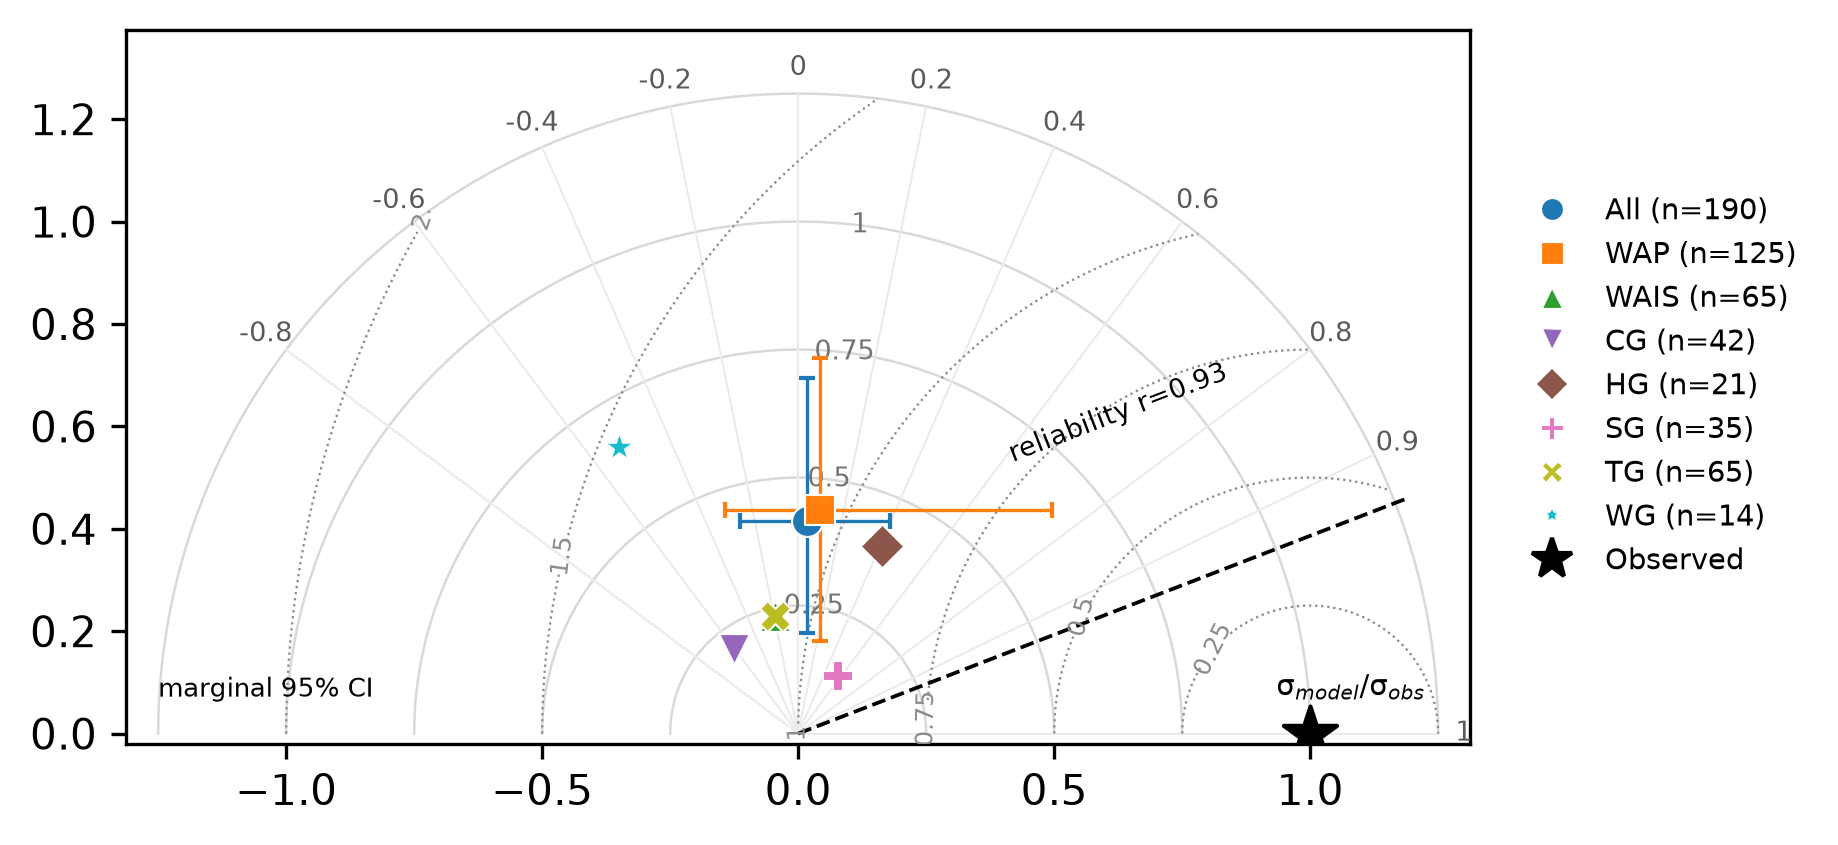 0
-0.2
0.2
-0.4
0.4
-0.6
0.6
-0.8
0.8
0.9
1
2
1
0.75
0.5
0.25
1.5
1
0.75
0.5
0.25
reliability r=0.93
marginal 95% CI
σmodel/σobs
1.2
1.0
0.8
0.6
0.4
0.2
0.0
−1.0
−0.5
0.0
0.5
1.0
All (n=190)
WAP (n=125)
WAIS (n=65)
CG (n=42)
HG (n=21)
SG (n=35)
TG (n=65)
WG (n=14)
Observed